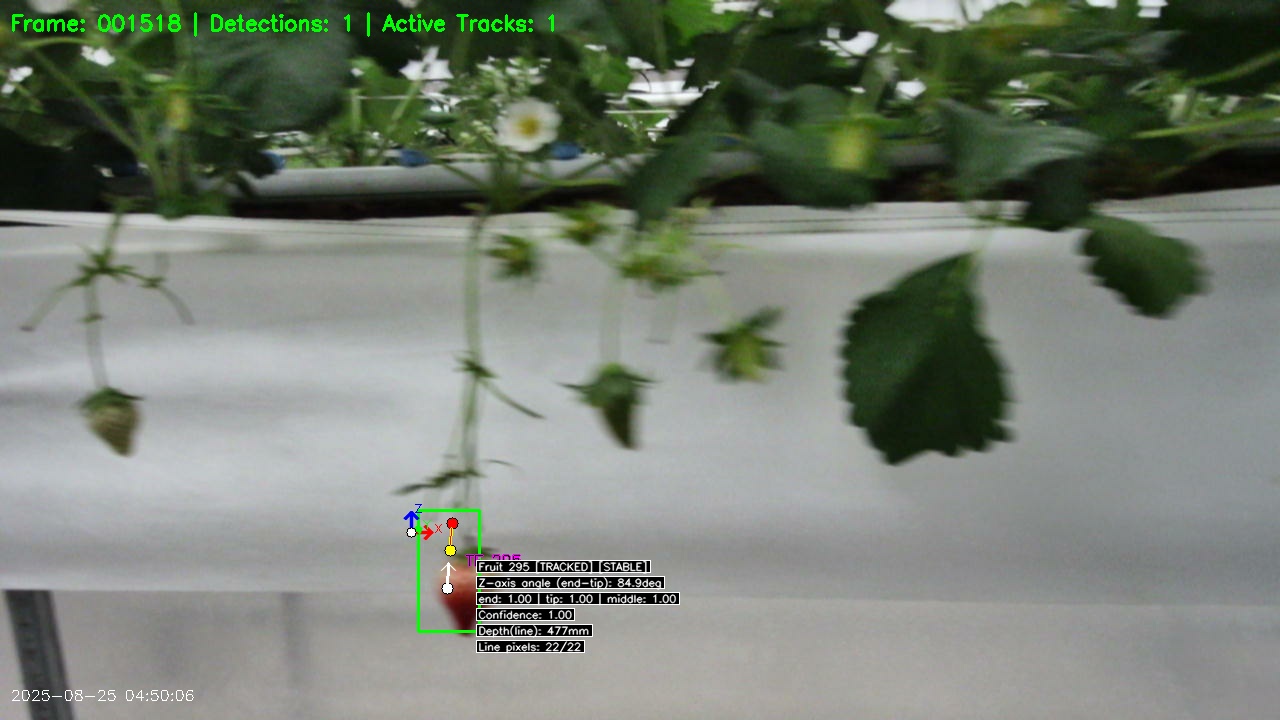 Frame: 001518 | Detections: 1 | Active Tracks: 1
Z
X
Fruit 295 [TRACKED] [STABLE]
Z-axis angle (end-tip): 84.9deg
end: 1.00 | tip: 1.00 | middle: 1.00
Confidence: 1.00
Depth(line): 477mm
Line pixels: 22/22
2025-08-25 04:50:06